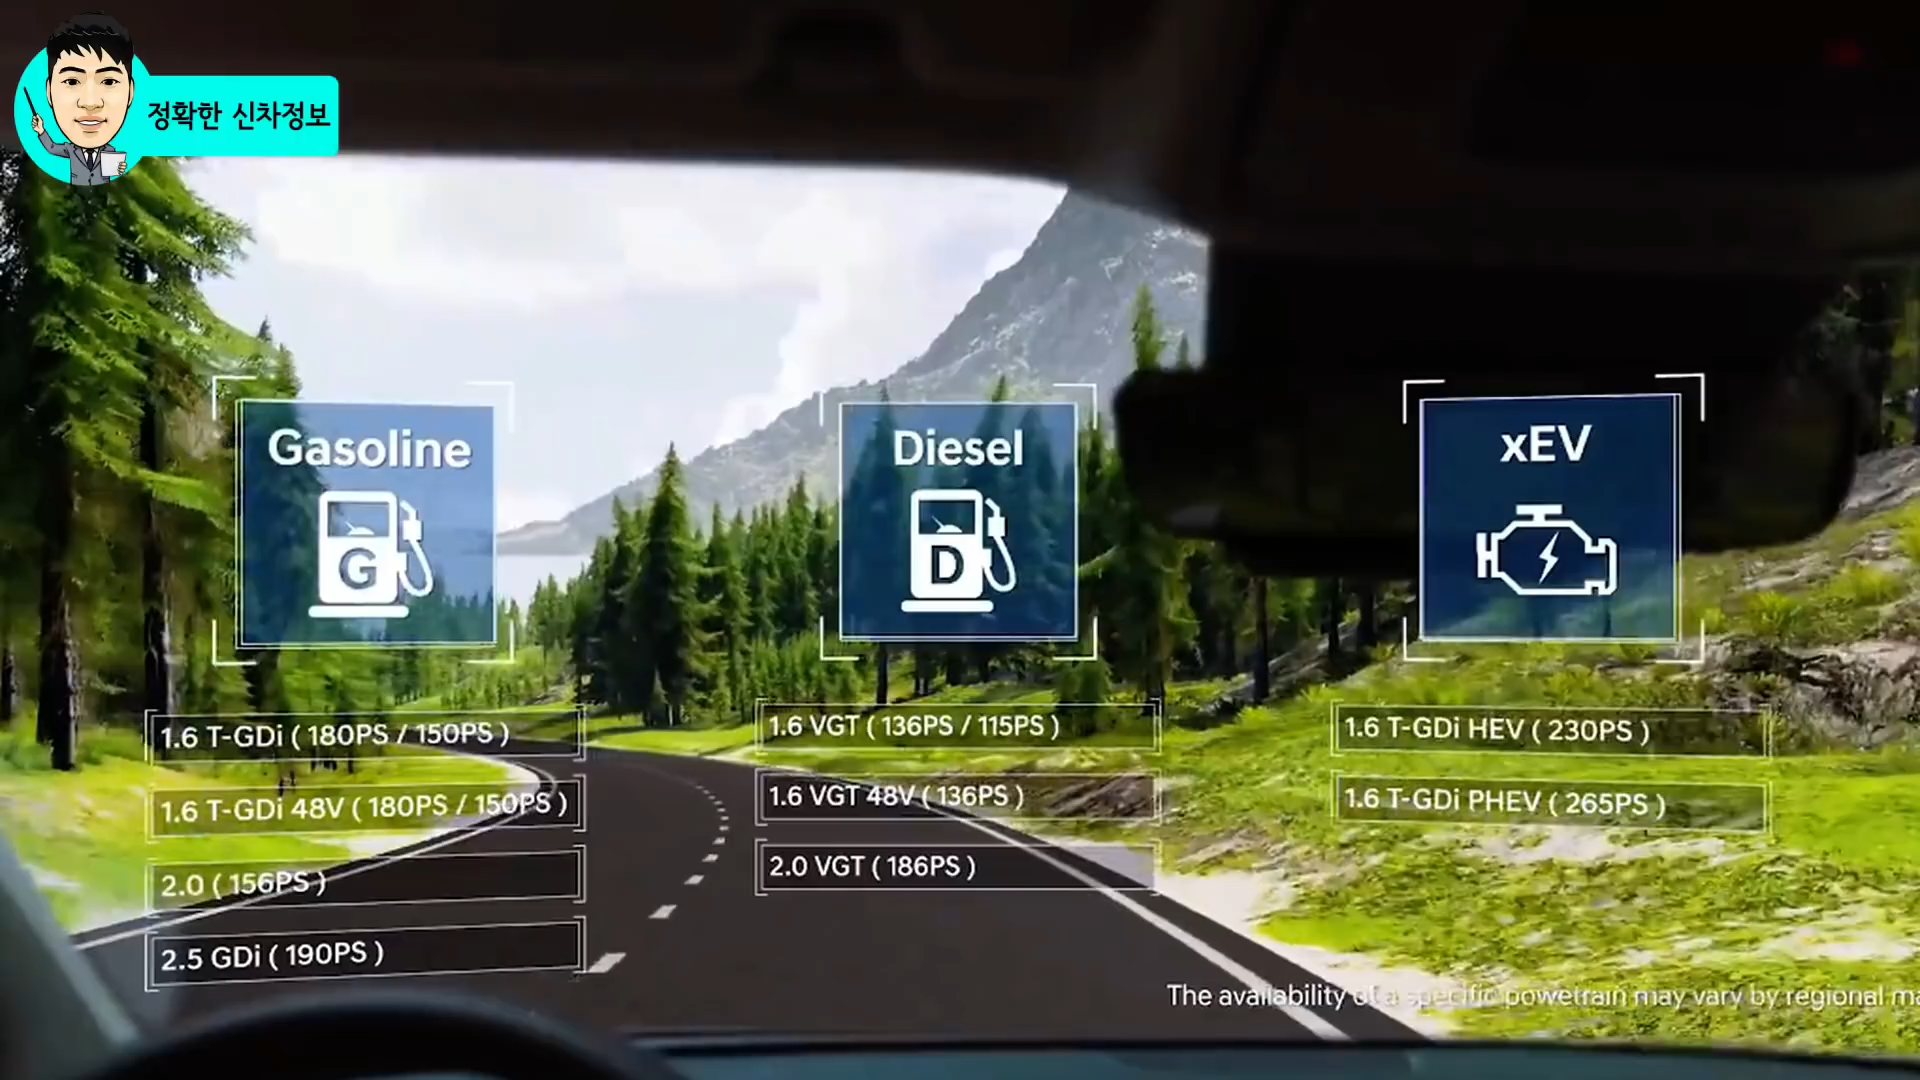 정확한 신차정보
Gasoline
G
1.6 T-GDi ( 180PS / 150PS )
1.6 T-GDi 48V ( 180PS / 150PS )
2.0 ( 156PS )
2.5 GDi ( 190PS )
Diesel
D
1.6 VGT ( 136PS / 115PS )
1.6 VGT 48V ( 136PS )
2.0 VGT ( 186PS )
xEV
1.6 T-GDi HEV ( 230PS )
1.6 T-GDi PHEV ( 265PS )
The availability of a specific powetrain may vary by regional